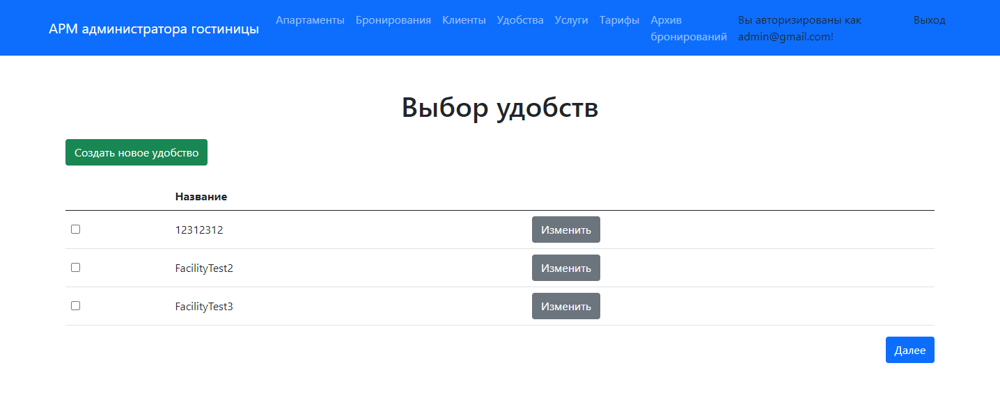 АРМ администратора гостиницы
Апартаменты
Бронирования
Клиенты
Удобства
Услуги
Тарифы
Архив
бронирований
Вы авторизированы как
admin@gmail.com!
Выход
Выбор удобств
Создать новое удобство
Название
12312312 Изменить
FacilityTest2 Изменить
FacilityTest3 Изменить
Далее